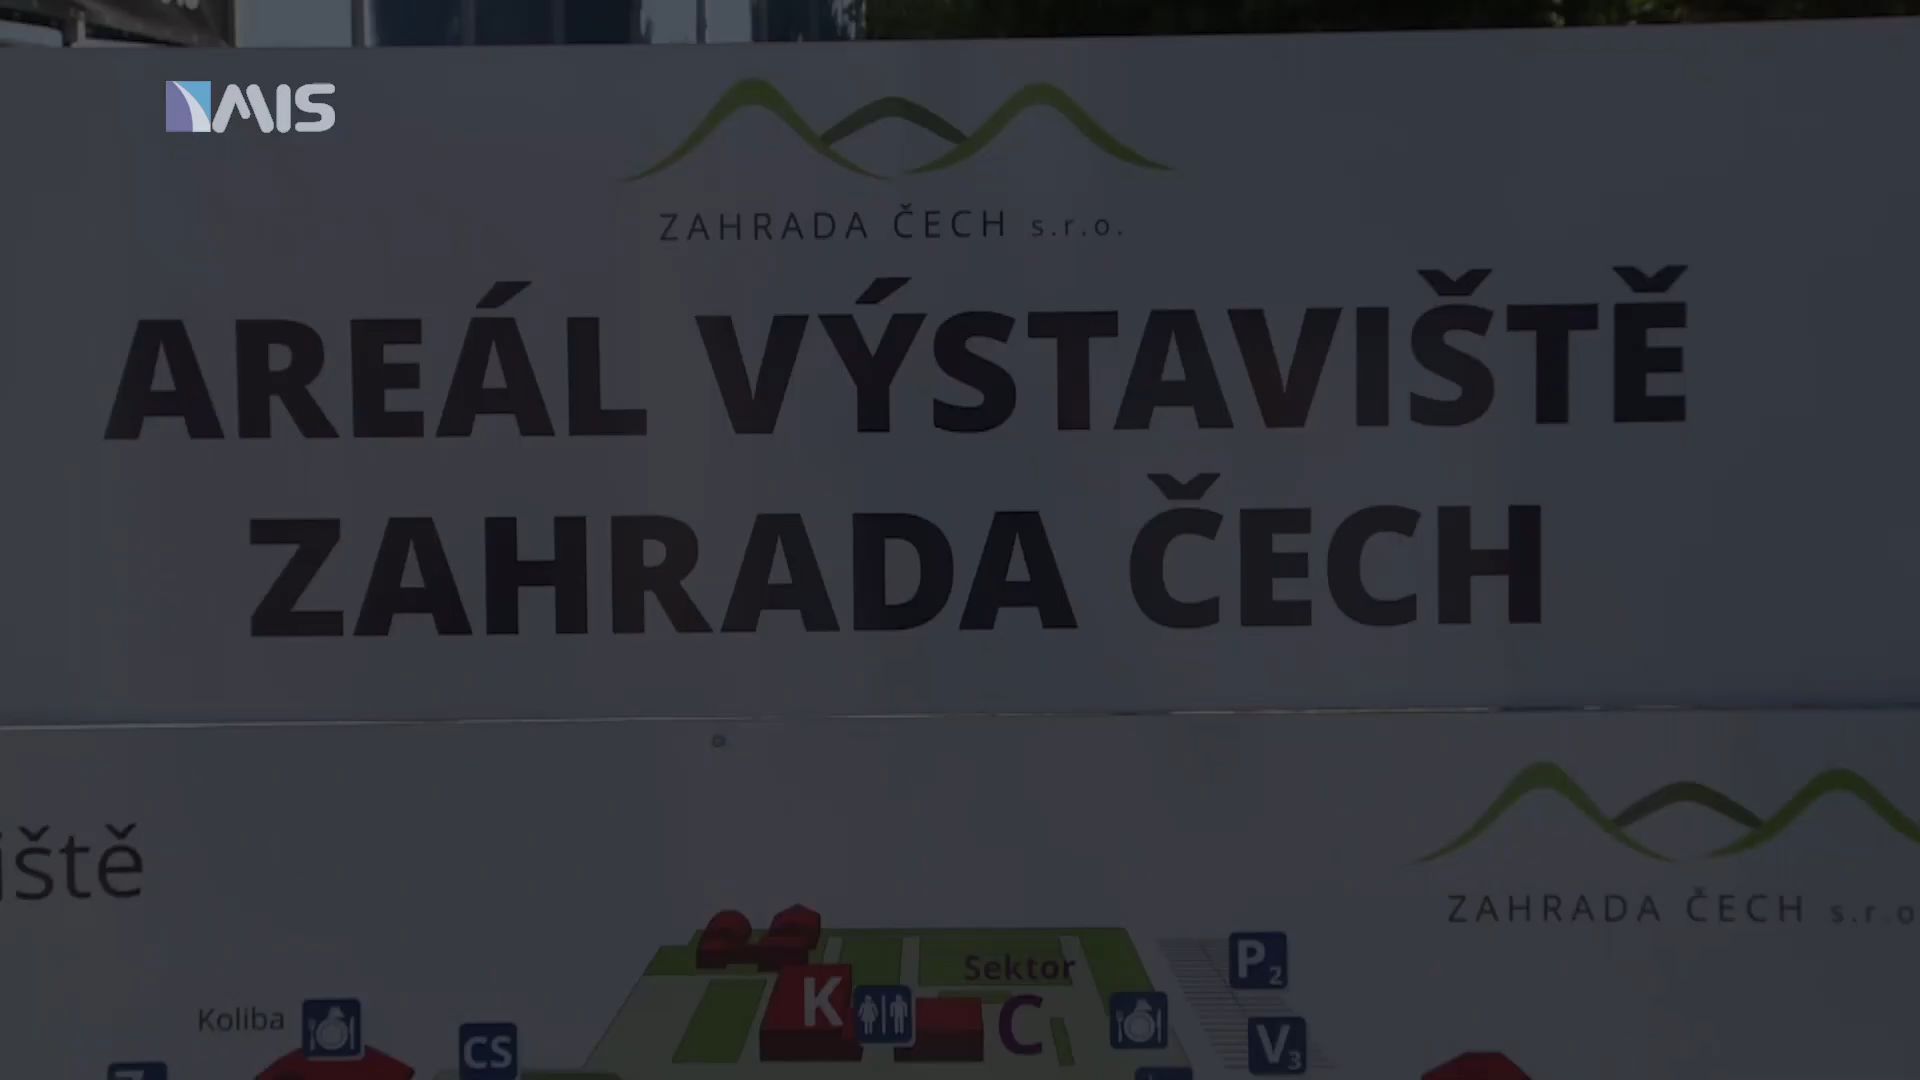 MIS
ZAHRADA ČECH s.r.o.
AREÁL VÝSTAVIŠTĚ
ZAHRADA ČECH
iště
ZAHRADA ČECH s.r.o
Sektor
C
K
P2
V3
Koliba
CS